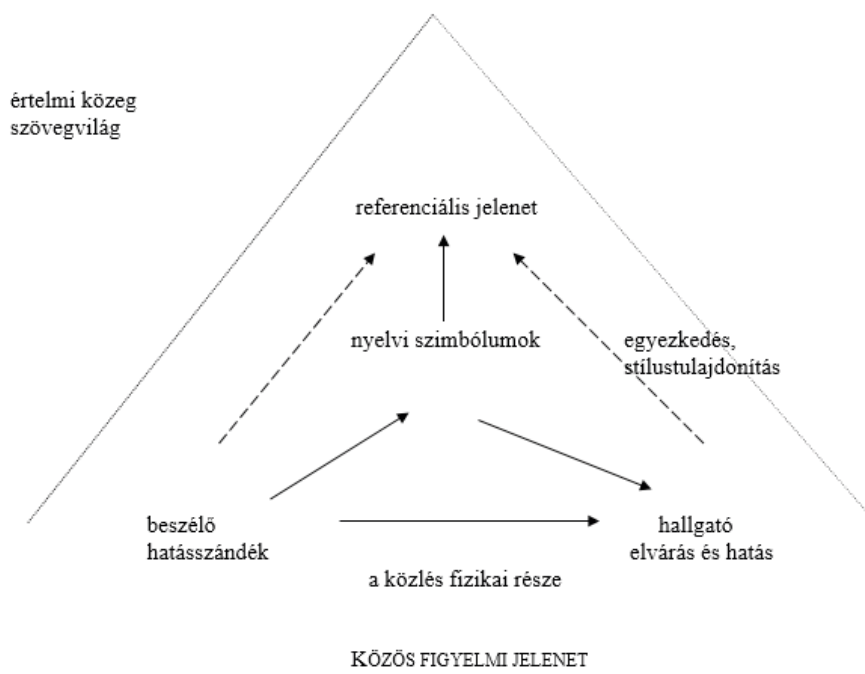 értelmi közeg
szövegvilág
referenciális jelenet
nyelvi szimbólumok
egyezkedés,
stílustulajdonítás
beszélő
hatásszándék
hallgató
elvárás és hatás
a közlés fizikai része
KÖZÖS FIGYELMI JELENET